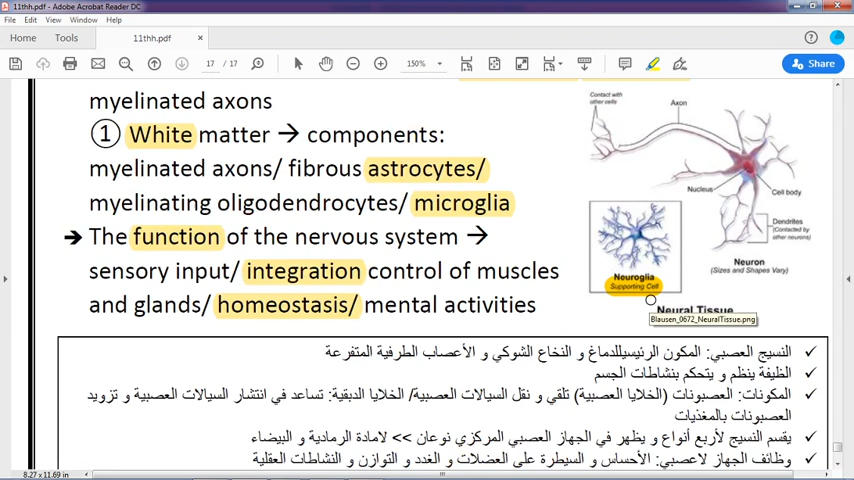 11thh.pdf - Adobe Acrobat Reader DC
File Edit View Window Help
Home Tools 11thh.pdf ×
17 / 17 150% Share
myelinated axons
① White matter → components:
myelinated axons/ fibrous astrocytes/
myelinating oligodendrocytes/ microglia
→ The function of the nervous system →
sensory input/ integration control of muscles
and glands/ homeostasis/ mental activities
Contact with
other cells
Axon
Nucleus
Cell body
Dendrites
(Contacted by
other neurons)
Neuroglia
Supporting Cell
Neuron
(Sizes and Shapes Vary)
Neural Tissue
Blausen_0672_NeuralTissue.png
✓ النسيج العصبي: المكون الرئيسيللدماغ و النخاع الشوكي و الأعصاب الطرفية المتفرعة
✓ الظيفة ينظم و يتحكم بنشاطات الجسم
✓ المكونات: العصبونات (الخلايا العصبية) تلقي و نقل السيالات العصبية/ الخلايا الدبقية: تساعد في انتشار السيالات العصبية و تزويد
العصبونات بالمغذيات
✓ يقسم النسيج لأربع أنواع و يظهر في الجهاز العصبي المركزي نوعان >> لامادة الرمادية و البيضاء
✓ وظائف الجهاز لاعصبي: الأحساس و السيطرة على العضلات و الغدد و التوازن و النشاطات العقلية
8.27 x 11.69 in